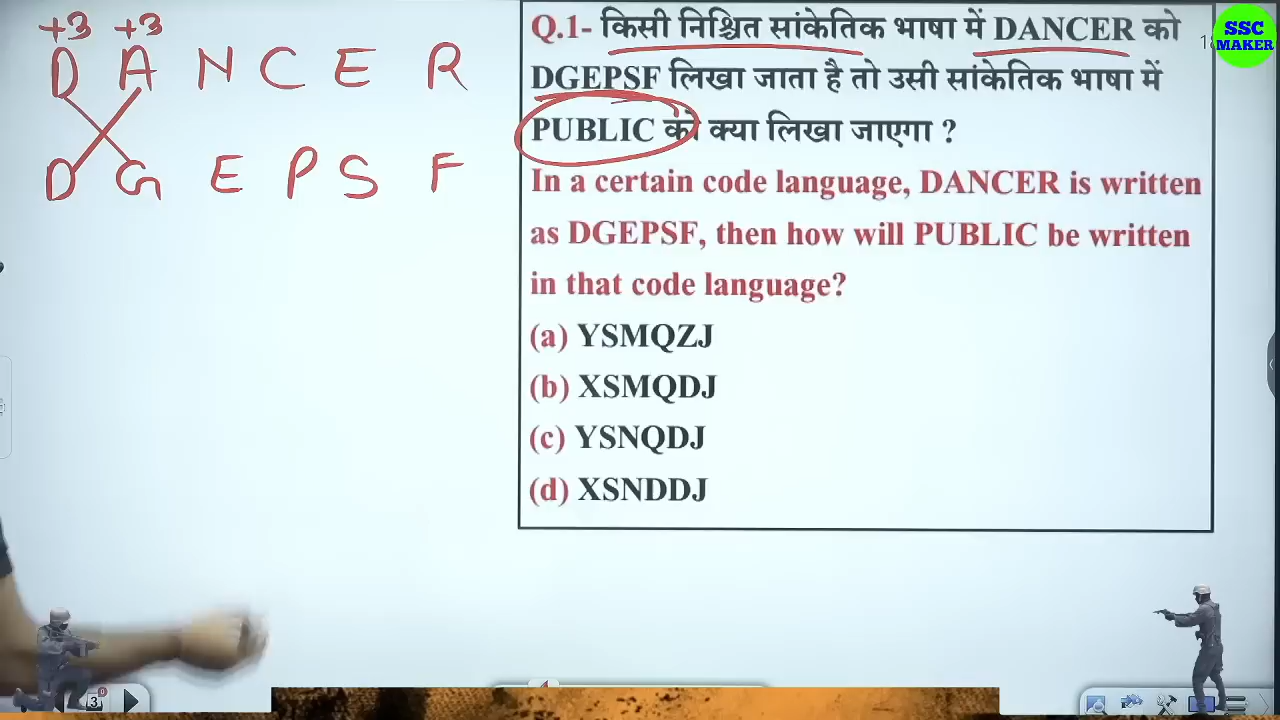 +3 +3
D A N C E R
D G E P S F
Q.1- किसी निश्चित सांकेतिक भाषा में DANCER को
DGEPSF लिखा जाता है तो उसी सांकेतिक भाषा में
PUBLIC को क्या लिखा जाएगा ?
In a certain code language, DANCER is written
as DGEPSF, then how will PUBLIC be written
in that code language?
(a) YSMQZJ
(b) XSMQDJ
(c) YSNQDJ
(d) XSNDDJ
SSC
MAKER
3